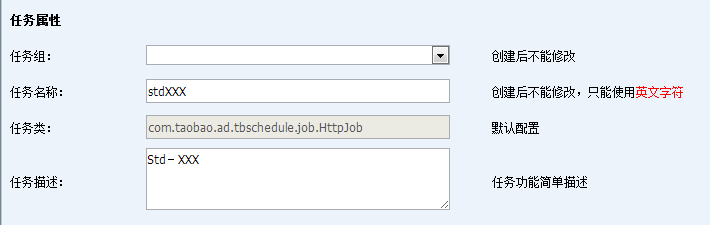 任务属性
任务组： 创建后不能修改
任务名称： stdXXX 创建后不能修改，只能使用英文字符
任务类： com.taobao.ad.tbschedule.job.HttpJob 默认配置
任务描述： Std- XXX 任务功能简单描述